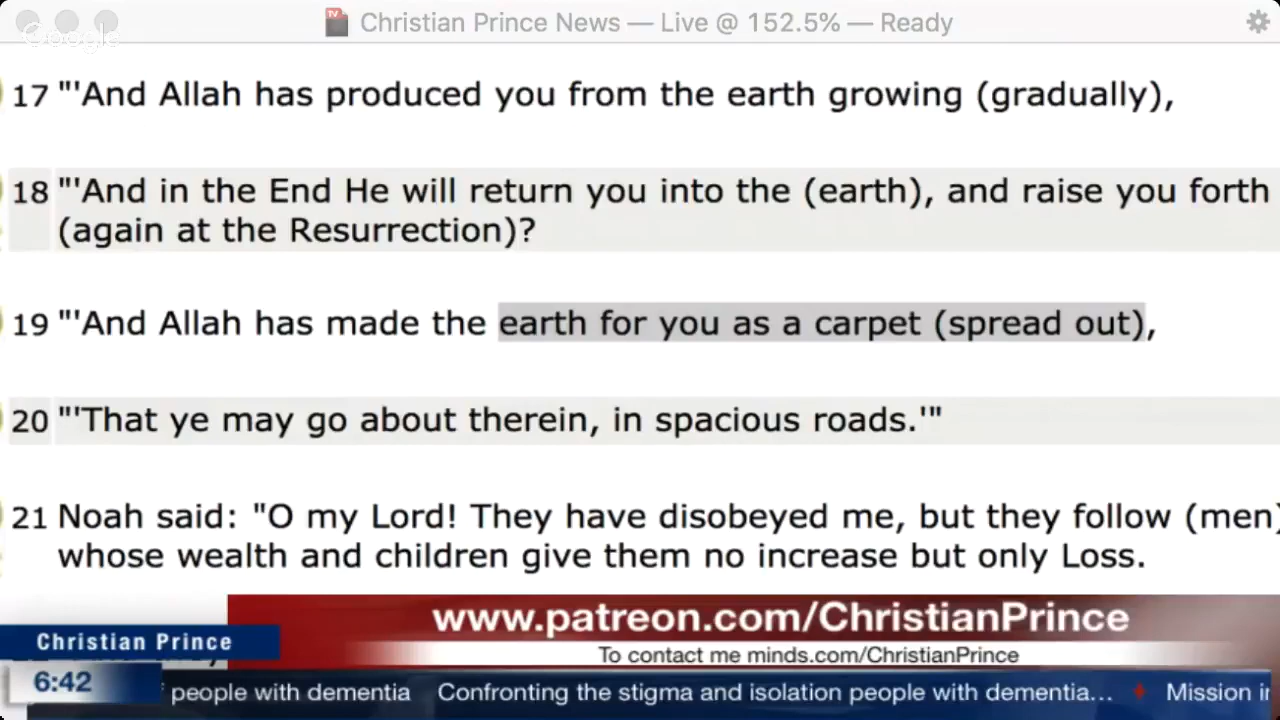 Christian Prince News — Live @ 152.5% — Ready
Google
17 "'And Allah has produced you from the earth growing (gradually),
18 "'And in the End He will return you into the (earth), and raise you forth
(again at the Resurrection)?
19 "'And Allah has made the earth for you as a carpet (spread out),
20 "'That ye may go about therein, in spacious roads.'"
21 Noah said: "O my Lord! They have disobeyed me, but they follow (men)
whose wealth and children give them no increase but only Loss.
www.patreon.com/ChristianPrince
Christian Prince
To contact me minds.com/ChristianPrince
6:42
people with dementia Confronting the stigma and isolation people with dementia... Mission